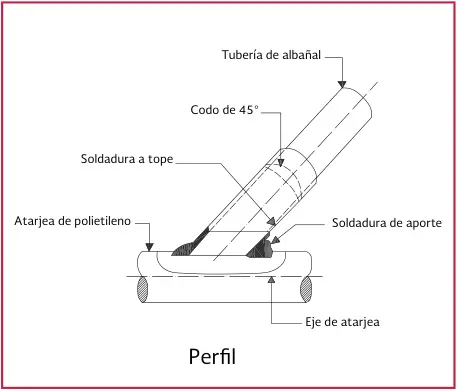 Tubería de albañal
Codo de 45°
Soldadura a tope
Atarjea de polietileno
Soldadura de aporte
Eje de atarjea
Perfil